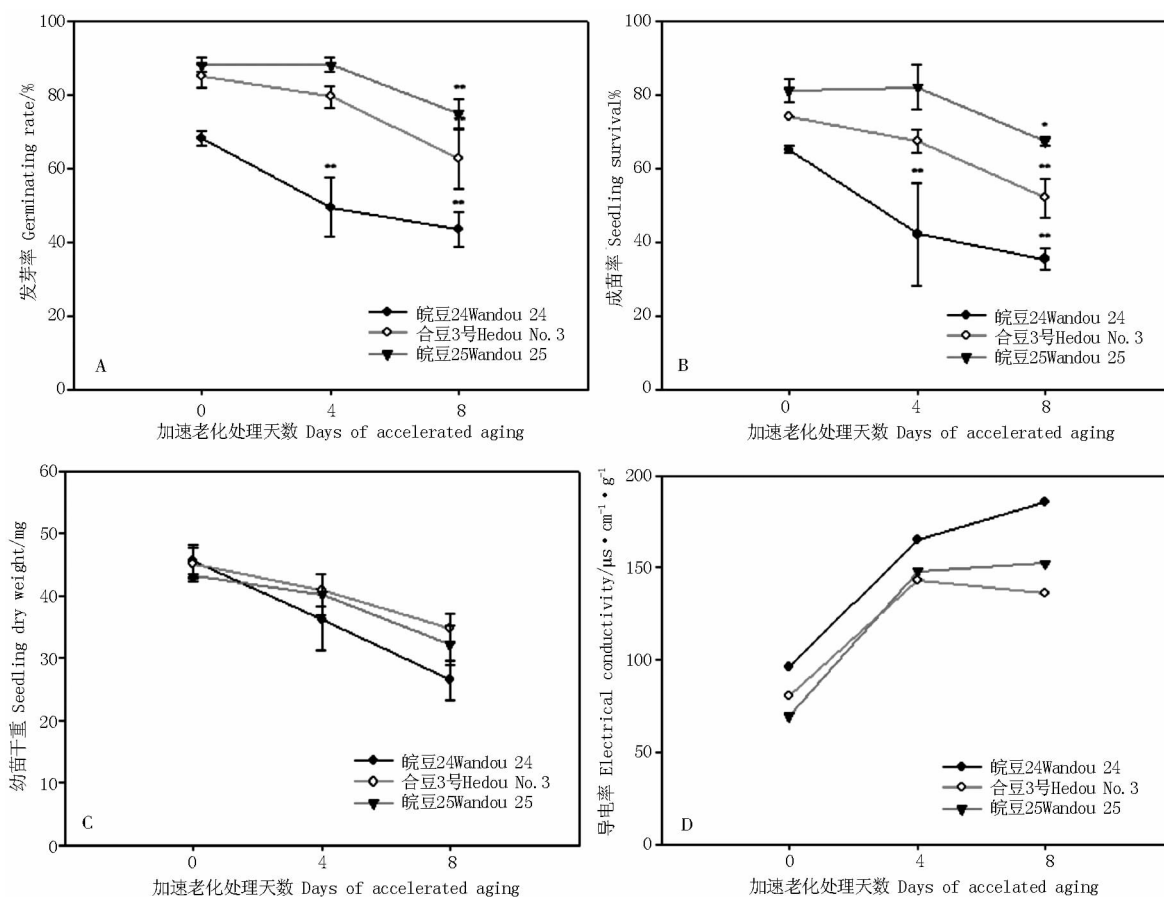 100
80
60
40
20
0
发芽率 Germinating rate/%
**
**
**
**
皖豆24Wandou 24
合豆3号Hedou No.3
皖豆25Wandou 25
A
0 4 8
加速老化处理天数 Days of accelerated aging
100
80
60
40
20
0
成苗率 Seedling survival%
*
**
**
**
皖豆24Wandou 24
合豆3号Hedou No.3
皖豆25Wandou 25
B
0 4 8
加速老化处理天数 Days of accelerated aging
60
50
40
30
20
10
0
幼苗干重 Seedling dry weight/mg
皖豆24Wandou 24
合豆3号Hedou No.3
皖豆25Wandou 25
C
0 4 8
加速老化处理天数 Days of accelerated aging
200
150
100
50
0
导电率 Electrical conductivity/μs·cm⁻¹·g⁻¹
皖豆24Wandou 24
合豆3号Hedou No.3
皖豆25Wandou 25
D
0 4 8
加速老化处理天数 Days of accelated aging